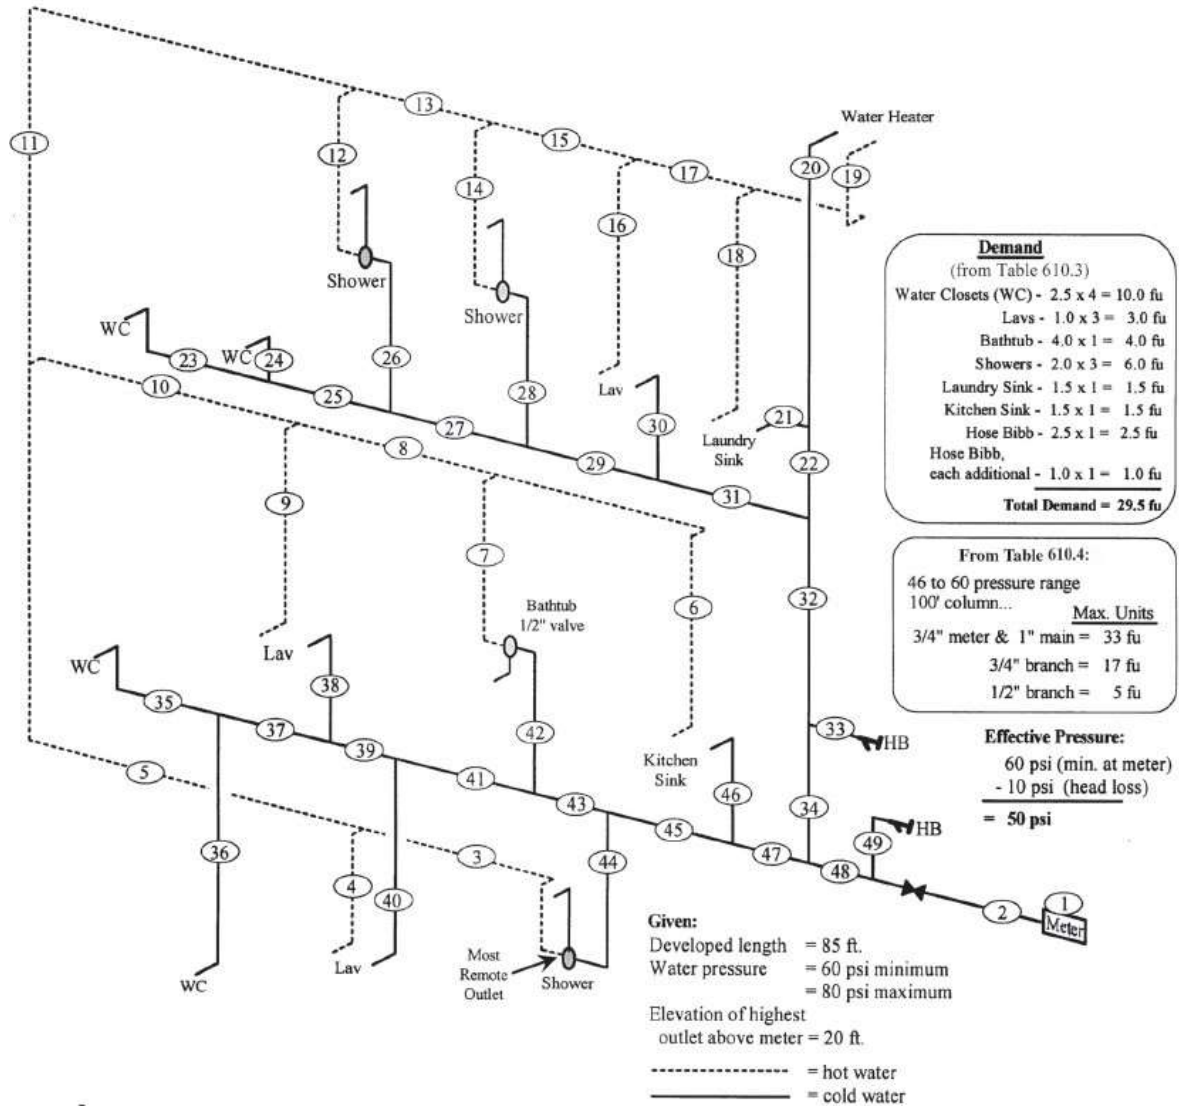 13
11
15
12
17
14
16
18
Water Heater
20
19
Shower
Shower
WC
23
WC
24
10
25
26
27
28
8
Lav
29
30
31
Laundry
Sink
21
22
9
7
6
32
Bathtub
1/2" valve
Lav
WC
35
38
37
39
42
41
43
Kitchen
Sink
46
33
HB
34
45
47
48
49
HB
5
3
44
36
4
40
2
1
Meter
WC
Lav
Most
Remote
Outlet
Shower
Demand
(from Table 610.3)
Water Closets (WC) - 2.5 x 4 = 10.0 fu
Lavs - 1.0 x 3 = 3.0 fu
Bathtub - 4.0 x 1 = 4.0 fu
Showers - 2.0 x 3 = 6.0 fu
Laundry Sink - 1.5 x 1 = 1.5 fu
Kitchen Sink - 1.5 x 1 = 1.5 fu
Hose Bibb - 2.5 x 1 = 2.5 fu
Hose Bibb,
each additional - 1.0 x 1 = 1.0 fu
Total Demand = 29.5 fu
From Table 610.4:
46 to 60 pressure range
100' column...
Max. Units
3/4" meter & 1" main = 33 fu
3/4" branch = 17 fu
1/2" branch = 5 fu
Effective Pressure:
60 psi (min. at meter)
- 10 psi (head loss)
= 50 psi
Given:
Developed length = 85 ft.
Water pressure = 60 psi minimum
= 80 psi maximum
Elevation of highest
outlet above meter = 20 ft.
= hot water
= cold water